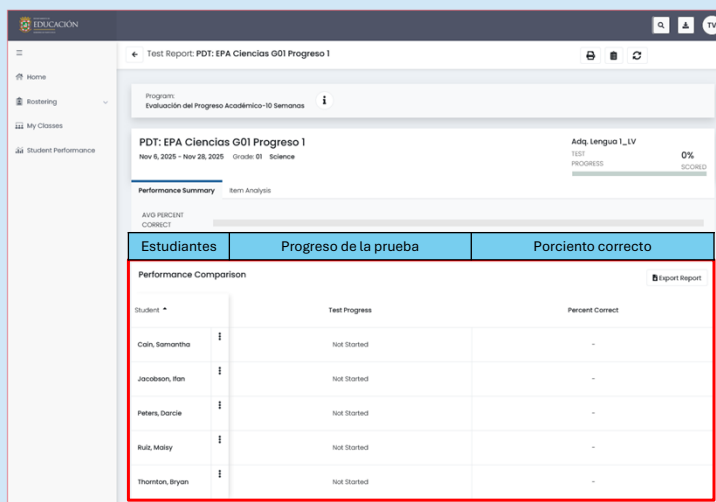 EDUCACIÓN
TV
Home
Rostering
My Classes
Student Performance
Test Report: PDT: EPA Ciencias G01 Progreso 1
Program:
Evaluación del Progreso Académico-10 Semanas
i
PDT: EPA Ciencias G01 Progreso 1
Nov 6, 2025 - Nov 28, 2025 Grade: 01 Science
Adq. Lengua 1_LV
TEST
PROGRESS
0%
SCORED
Performance Summary Item Analysis
AVG PERCENT
CORRECT
Estudiantes Progreso de la prueba Porciento correcto
Performance Comparison
Export Report
Student Test Progress Percent Correct
Cain, Samantha Not Started -
Jacobson, Ifan Not Started -
Peters, Darcie Not Started -
Ruiz, Maisy Not Started -
Thornton, Bryan Not Started -